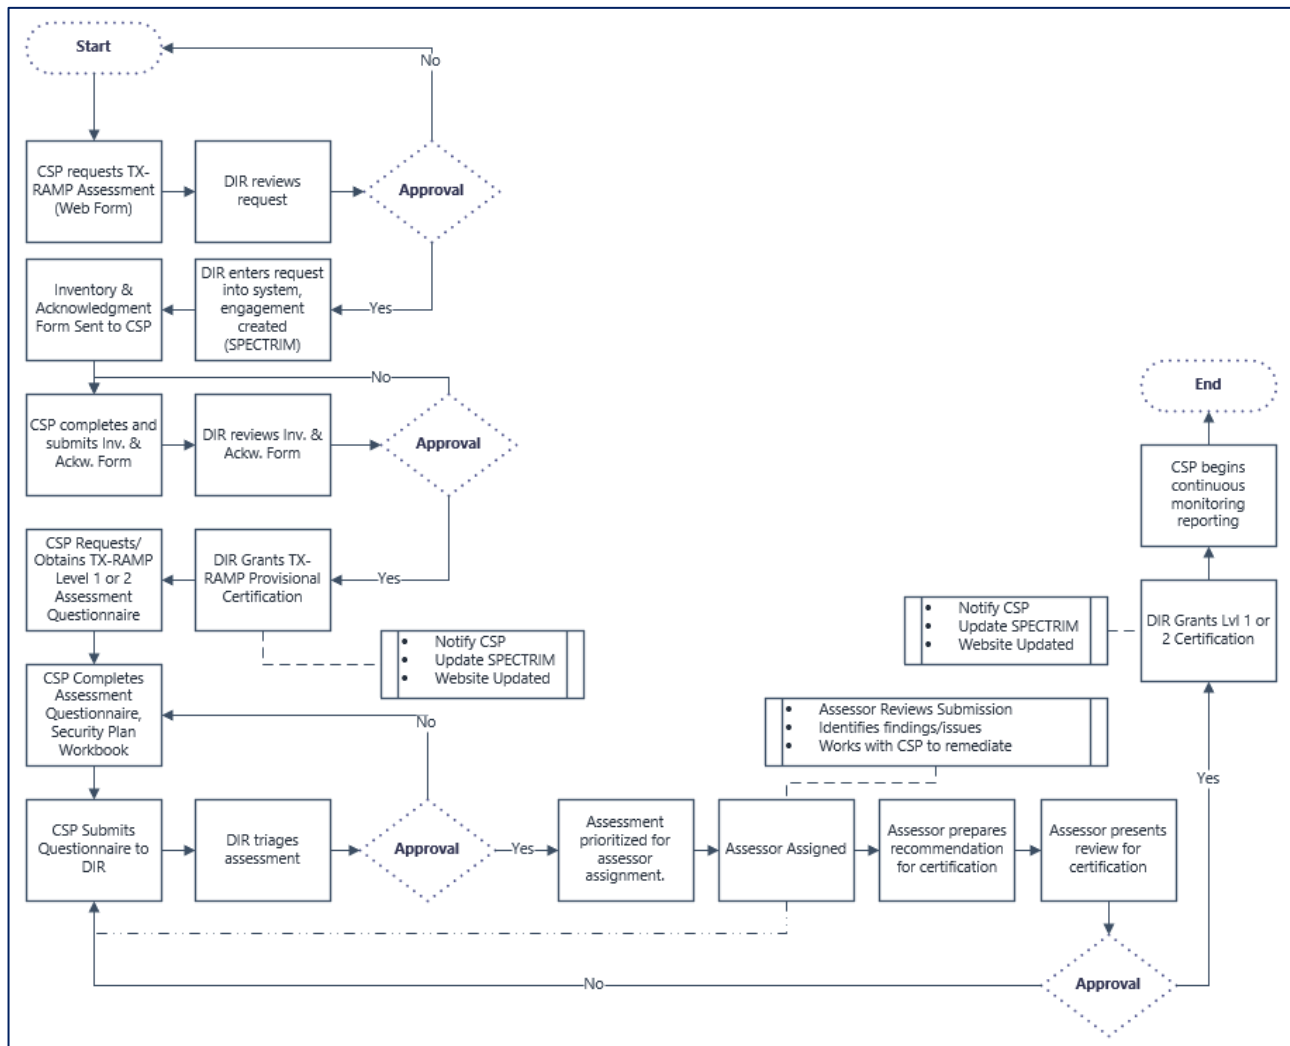 Start
No
CSP requests TX-
RAMP Assessment
(Web Form)
DIR reviews
request
Approval
Inventory &
Acknowledgment
Form Sent to CSP
DIR enters request
into system,
engagement
created
(SPECTRIM)
Yes
No
CSP completes and
submits Inv. &
Ackw. Form
DIR reviews Inv. &
Ackw. Form
Approval
CSP Requests/
Obtains TX-RAMP
Level 1 or 2
Assessment
Questionnaire
DIR Grants TX-
RAMP Provisional
Certification
Yes
• Notify CSP
• Update SPECTRIM
• Website Updated
CSP Completes
Assessment
Questionnaire,
Security Plan
Workbook
No
CSP Submits
Questionnaire to
DIR
DIR triages
assessment
Approval
Yes
Assessment
prioritized for
assessor
assignment.
Assessor Assigned
• Assessor Reviews Submission
• Identifies findings/issues
• Works with CSP to remediate
Assessor prepares
recommendation
for certification
Assessor presents
review for
certification
Approval
No
Yes
DIR Grants Lvl 1 or
2 Certification
• Notify CSP
• Update SPECTRIM
• Website Updated
CSP begins
continuous
monitoring
reporting
End